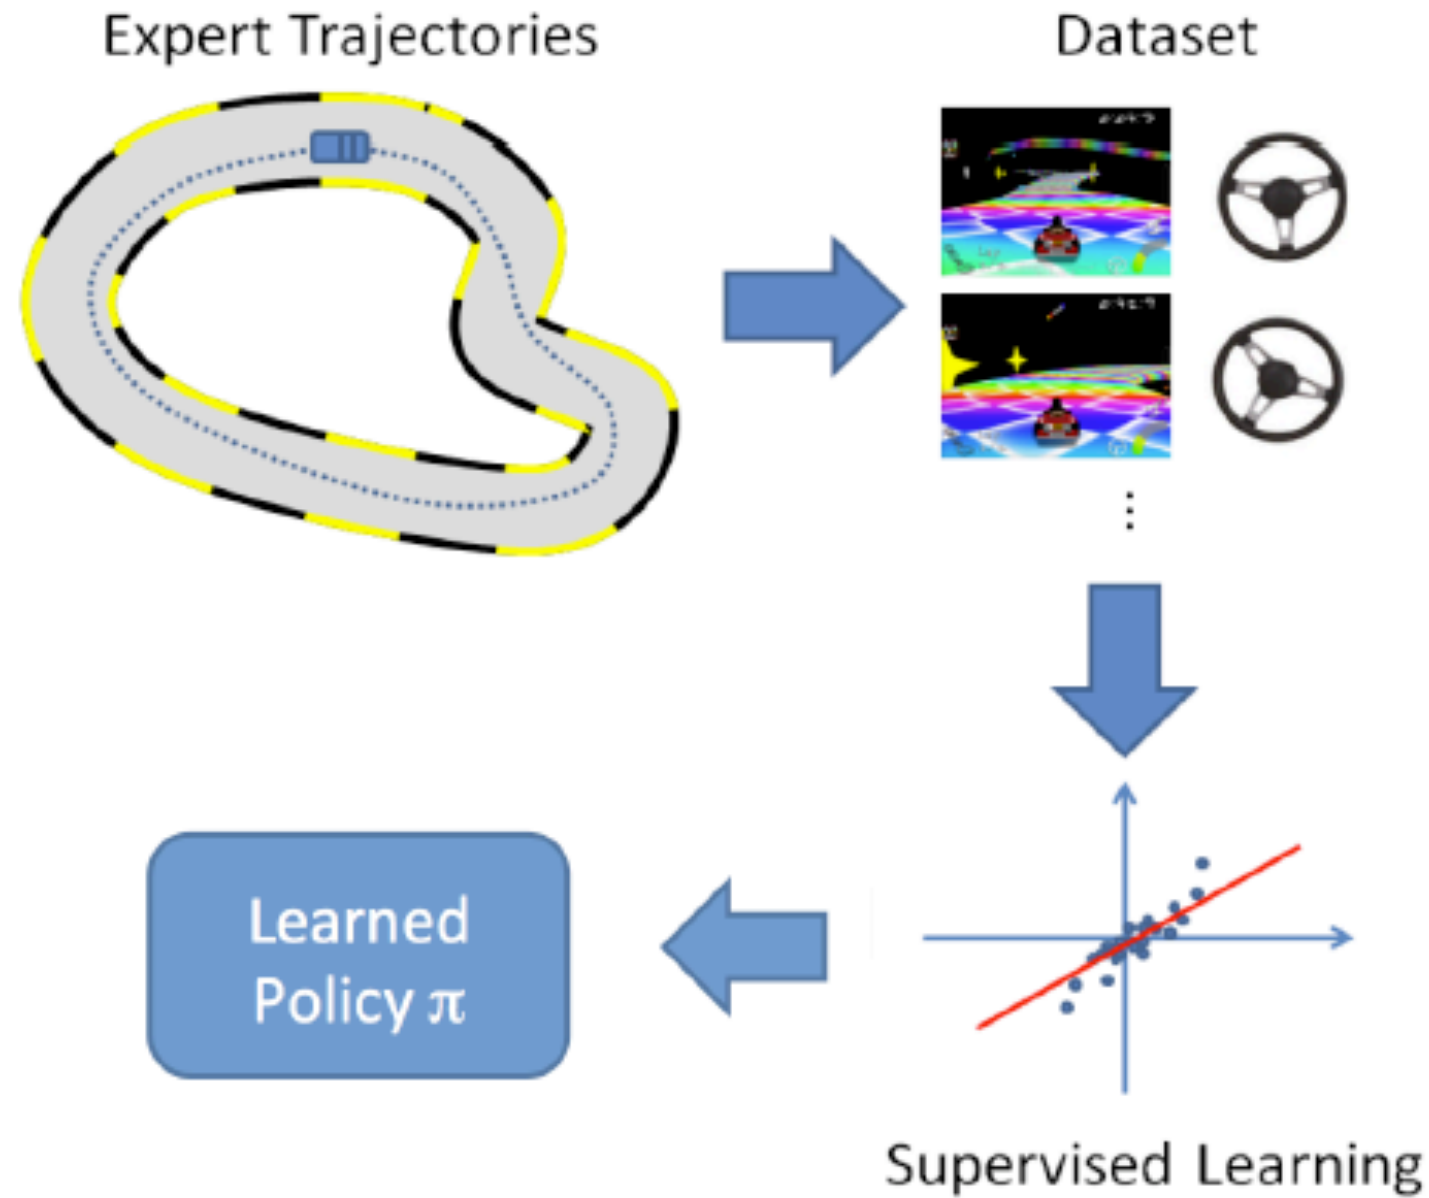 Expert Trajectories
Dataset
Learned
Policy π
Supervised Learning